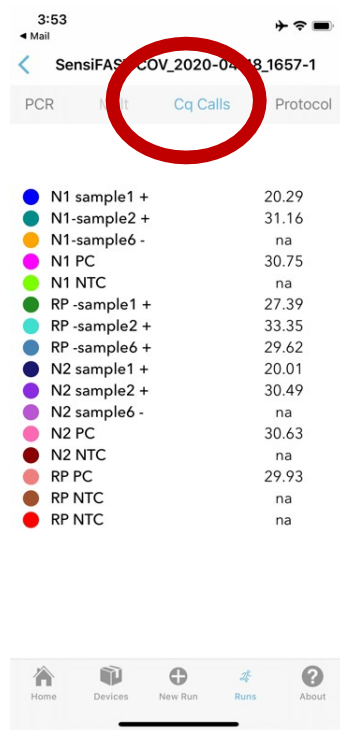 3:53
◀ Mail
SensiFAST COV_2020-04-18_1657-1
PCR Melt Cq Calls Protocol
N1 sample1 + 20.29
N1-sample2 + 31.16
N1-sample6 - na
N1 PC 30.75
N1 NTC na
RP -sample1 + 27.39
RP -sample2 + 33.35
RP -sample6 + 29.62
N2 sample1 + 20.01
N2 sample2 + 30.49
N2 sample6 - na
N2 PC 30.63
N2 NTC na
RP PC 29.93
RP NTC na
RP NTC na
Home Devices New Run Runs About